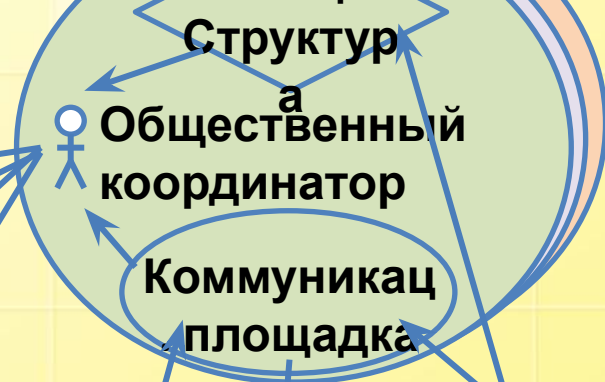 Структур
а
Общественный
координатор
Коммуникац
площадка